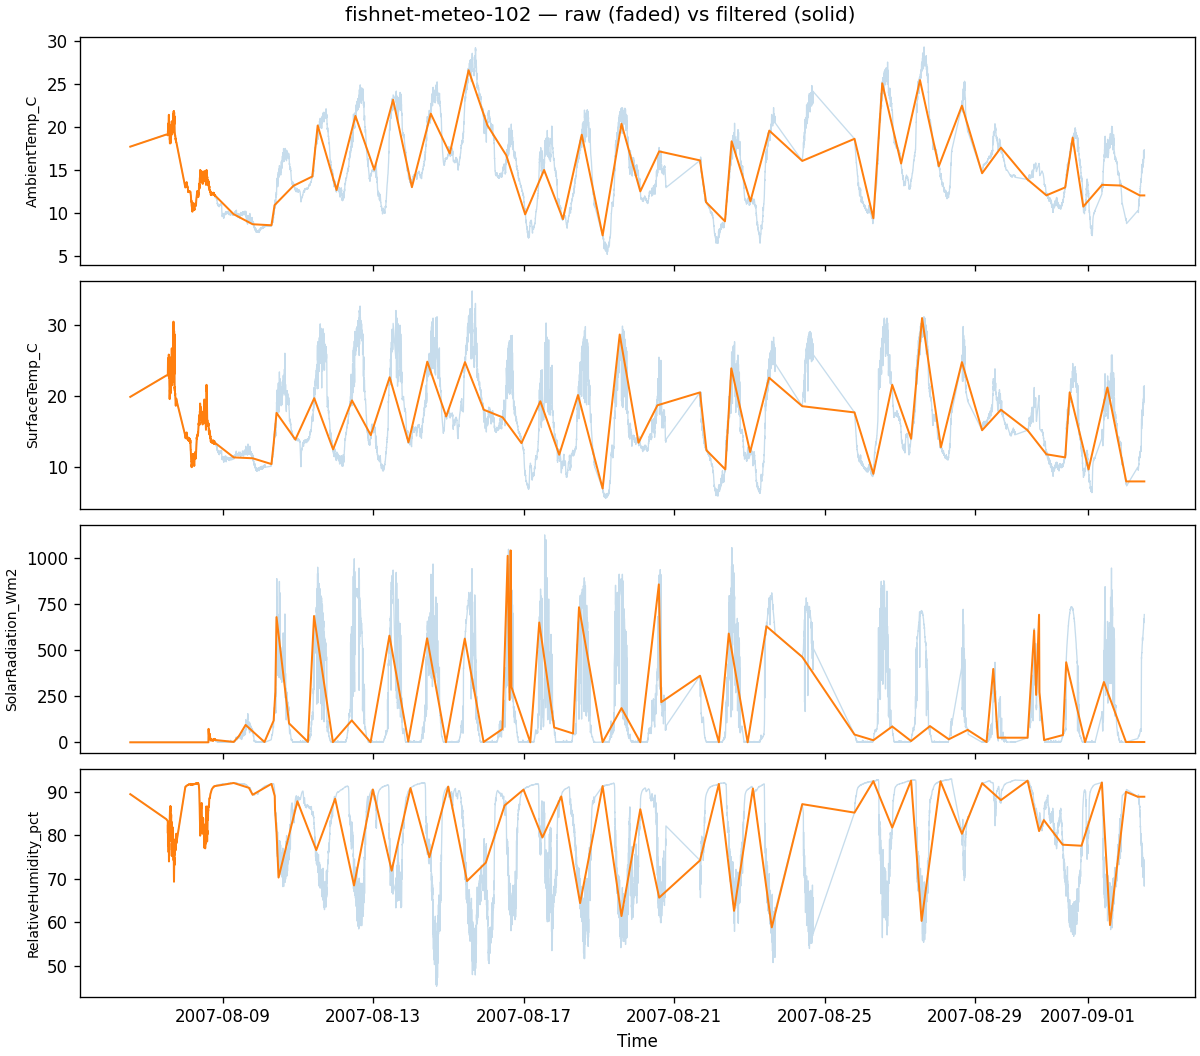 fishnet-meteo-102 — raw (faded) vs filtered (solid)
AmbientTemp_C
30
25
20
15
10
5
SurfaceTemp_C
30
20
10
SolarRadiation_Wm2
1000
750
500
250
0
RelativeHumidity_pct
90
80
70
60
50
2007-08-09 2007-08-13 2007-08-17 2007-08-21 2007-08-25 2007-08-29 2007-09-01
Time